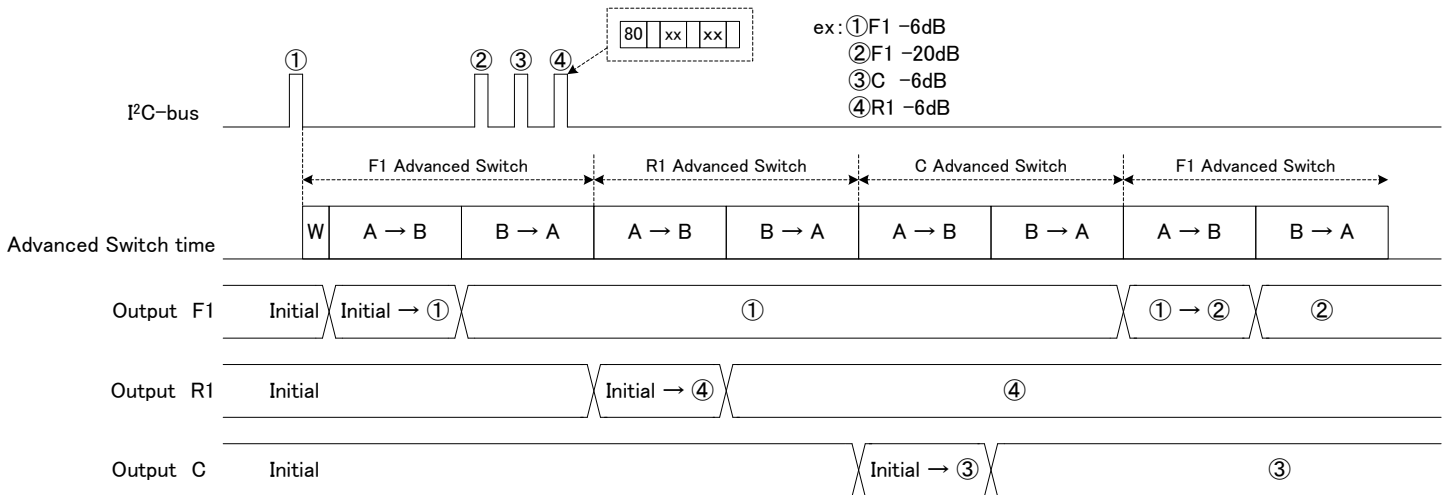 80 xx xx
ex:①F1 -6dB
②F1 -20dB
③C -6dB
④R1 -6dB
① ② ③ ④
I²C-bus
F1 Advanced Switch R1 Advanced Switch C Advanced Switch F1 Advanced Switch
Advanced Switch time W A → B B → A A → B B → A A → B B → A A → B B → A
Output F1 Initial Initial → ① ① ① → ② ②
Output R1 Initial Initial → ④ ④
Output C Initial Initial → ③ ③